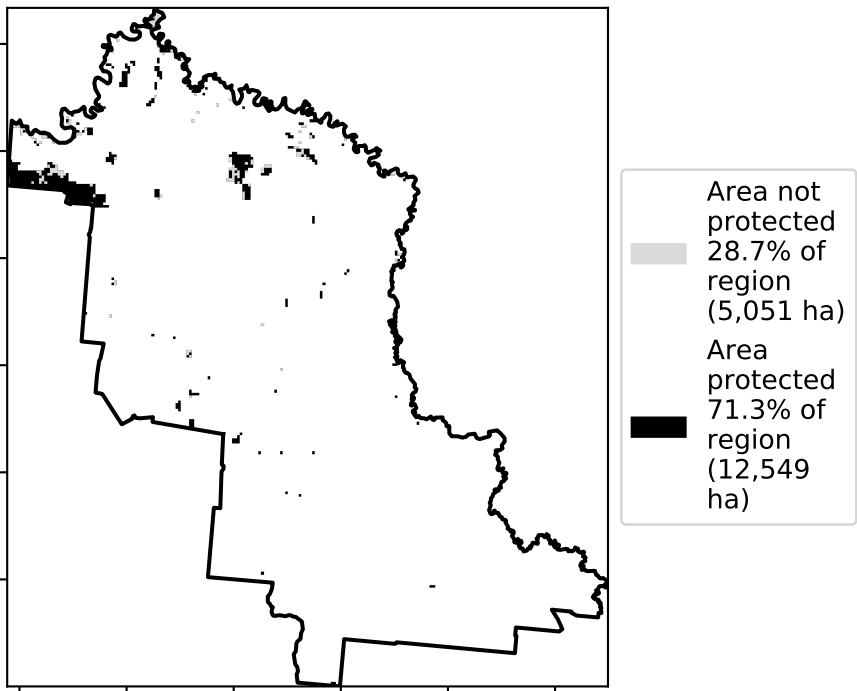 Area not
protected
28.7% of
region
(5,051 ha)
Area
protected
71.3% of
region
(12,549
ha)